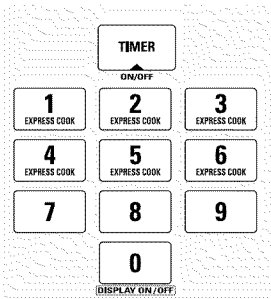 TIMER
ON/OFF
1 2 3
EXPRESS COOK EXPRESS COOK EXPRESS COOK
4 5 6
EXPRESS COOK EXPRESS COOK EXPRESS COOK
7 8 9
0
DISPLAY ON/OFF